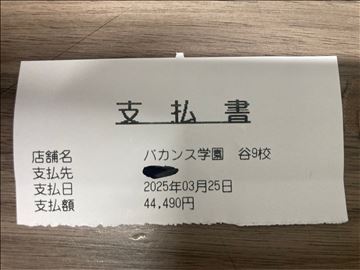 支払書
店舗名 バカンス学園 谷9校
支払先
支払日 2025年03月25日
支払額 44,490円